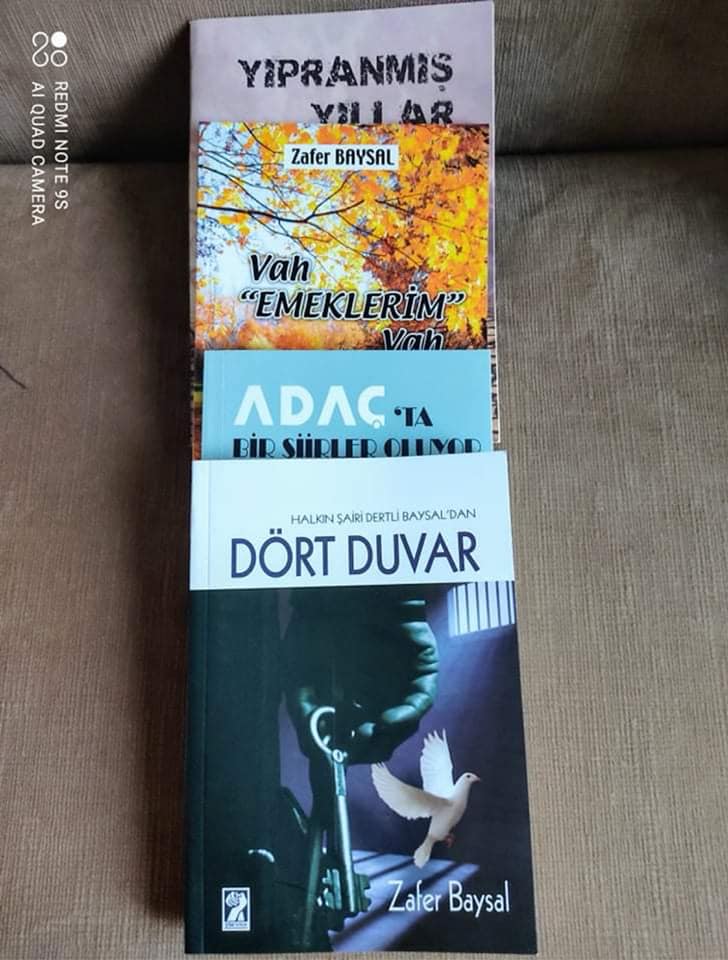 REDMI NOTE 9S
AI QUAD CAMERA
YIPRANMIŞ
YILLAR
Zafer BAYSAL
Vah
“EMEKLERİM”
Vah
ADAÇ ‘TA
BİR ŞİİRLER OLUYOR
HALKIN ŞAİRİ DERTLİ BAYSAL’DAN
DÖRT DUVAR
Zafer Baysal